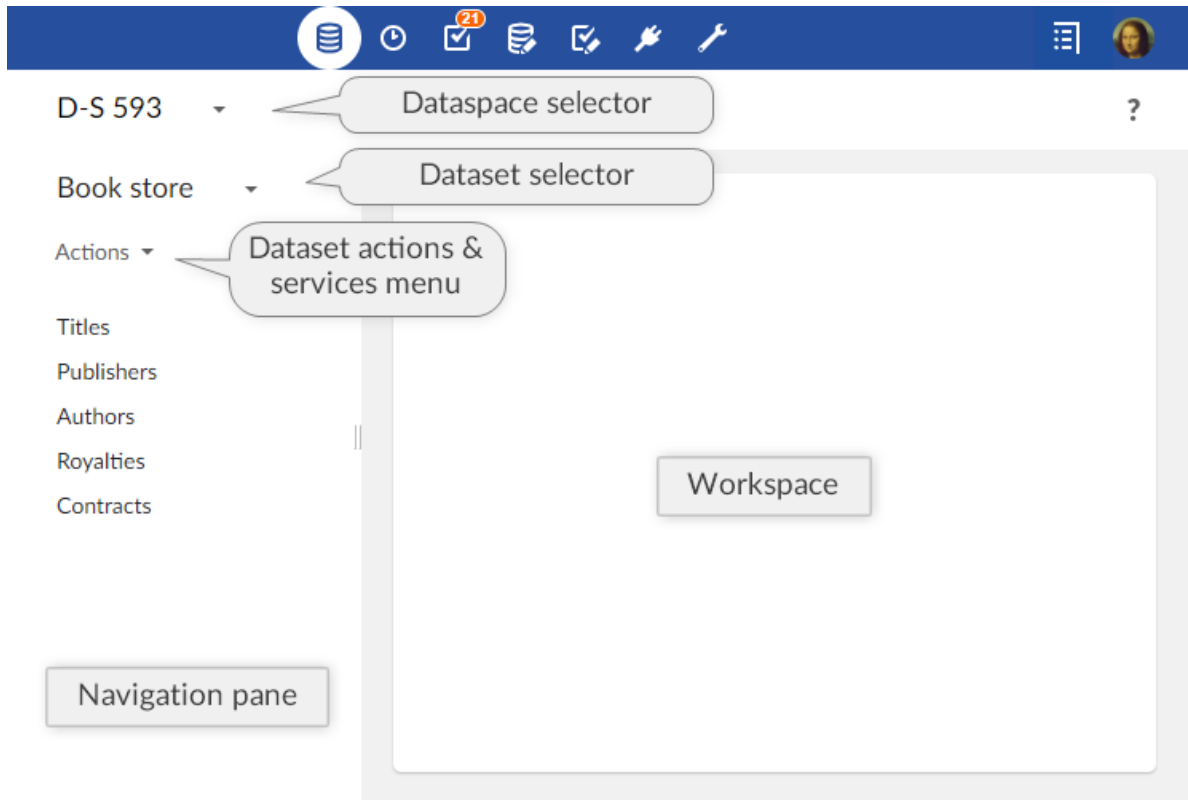 21
D-S 593
Dataspace selector
?
Book store
Dataset selector
Actions
Dataset actions &
services menu
Titles
Publishers
Authors
Royalties
Contracts
Workspace
Navigation pane